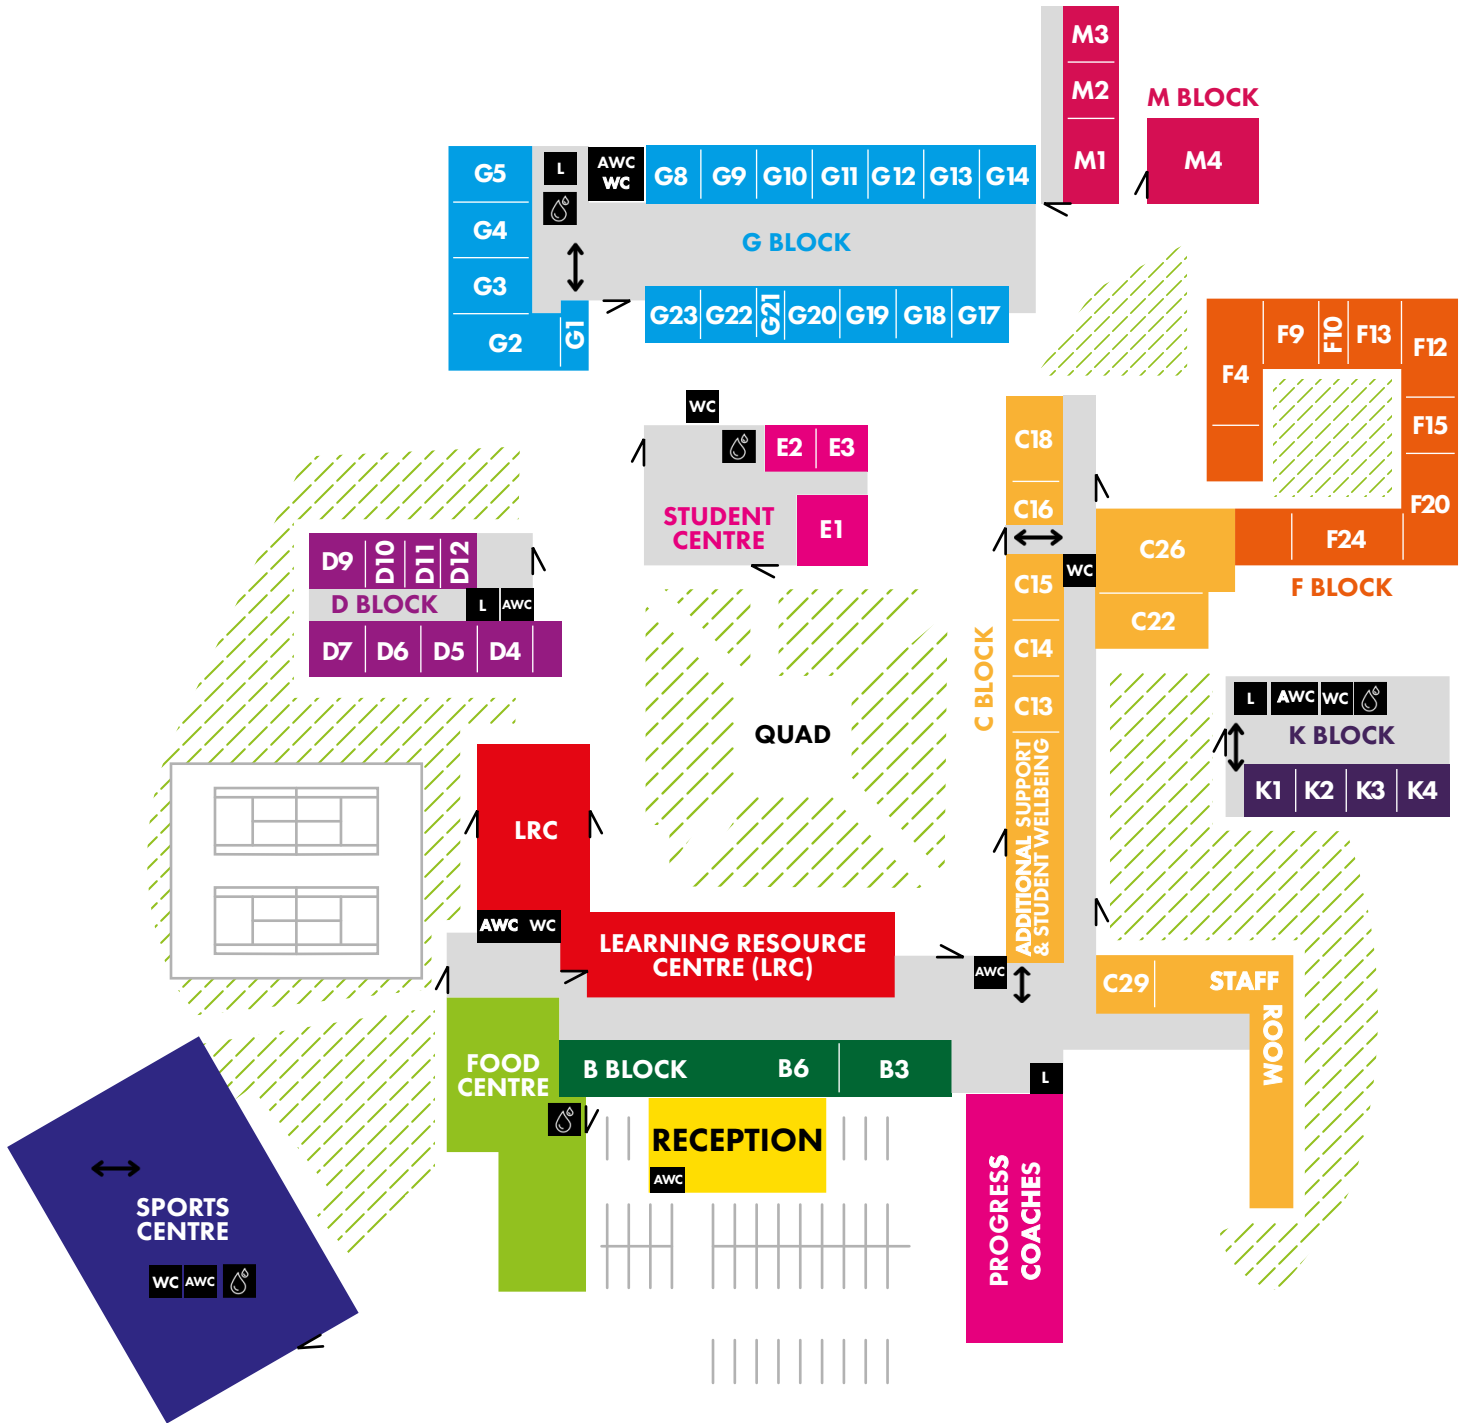 M3
M2
M BLOCK
M1
M4
G5
L
AWC
WC
G8
G9
G10
G11
G12
G13
G14
G4
G BLOCK
G3
G2
G1
G23
G22
G21
G20
G19
G18
G17
F4
F9
F10
F13
F12
F15
F20
F24
F BLOCK
WC
E2
E3
STUDENT
CENTRE
E1
C18
C16
C15
WC
C26
C22
C14
C13
C BLOCK
ADDITIONAL SUPPORT
& STUDENT WELLBEING
D9
D10
D11
D12
D BLOCK
L
AWC
D7
D6
D5
D4
QUAD
L
AWC
WC
K BLOCK
K1
K2
K3
K4
LRC
AWC WC
LEARNING RESOURCE
CENTRE (LRC)
AWC
C29
STAFF
ROOM
FOOD
CENTRE
B BLOCK
B6
B3
L
RECEPTION
AWC
PROGRESS
COACHES
SPORTS
CENTRE
WC
AWC